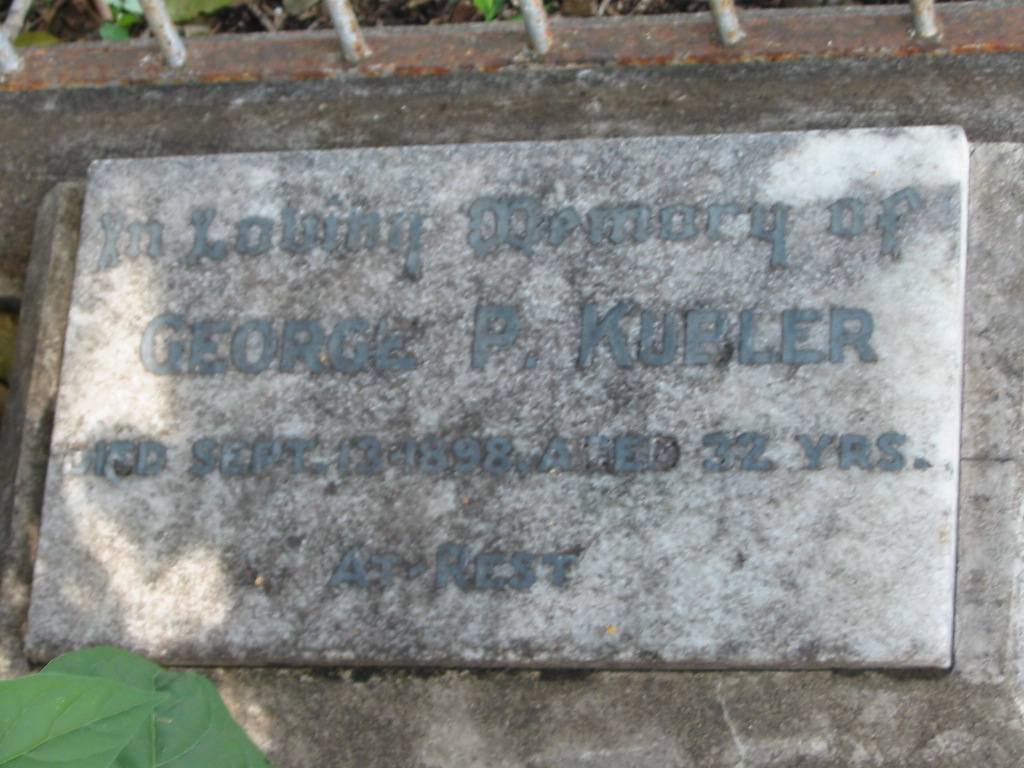 In Loving Memory of
GEORGE P. KUBLER
DIED SEPT. 13 1898. AGED 32 YRS.
AT REST